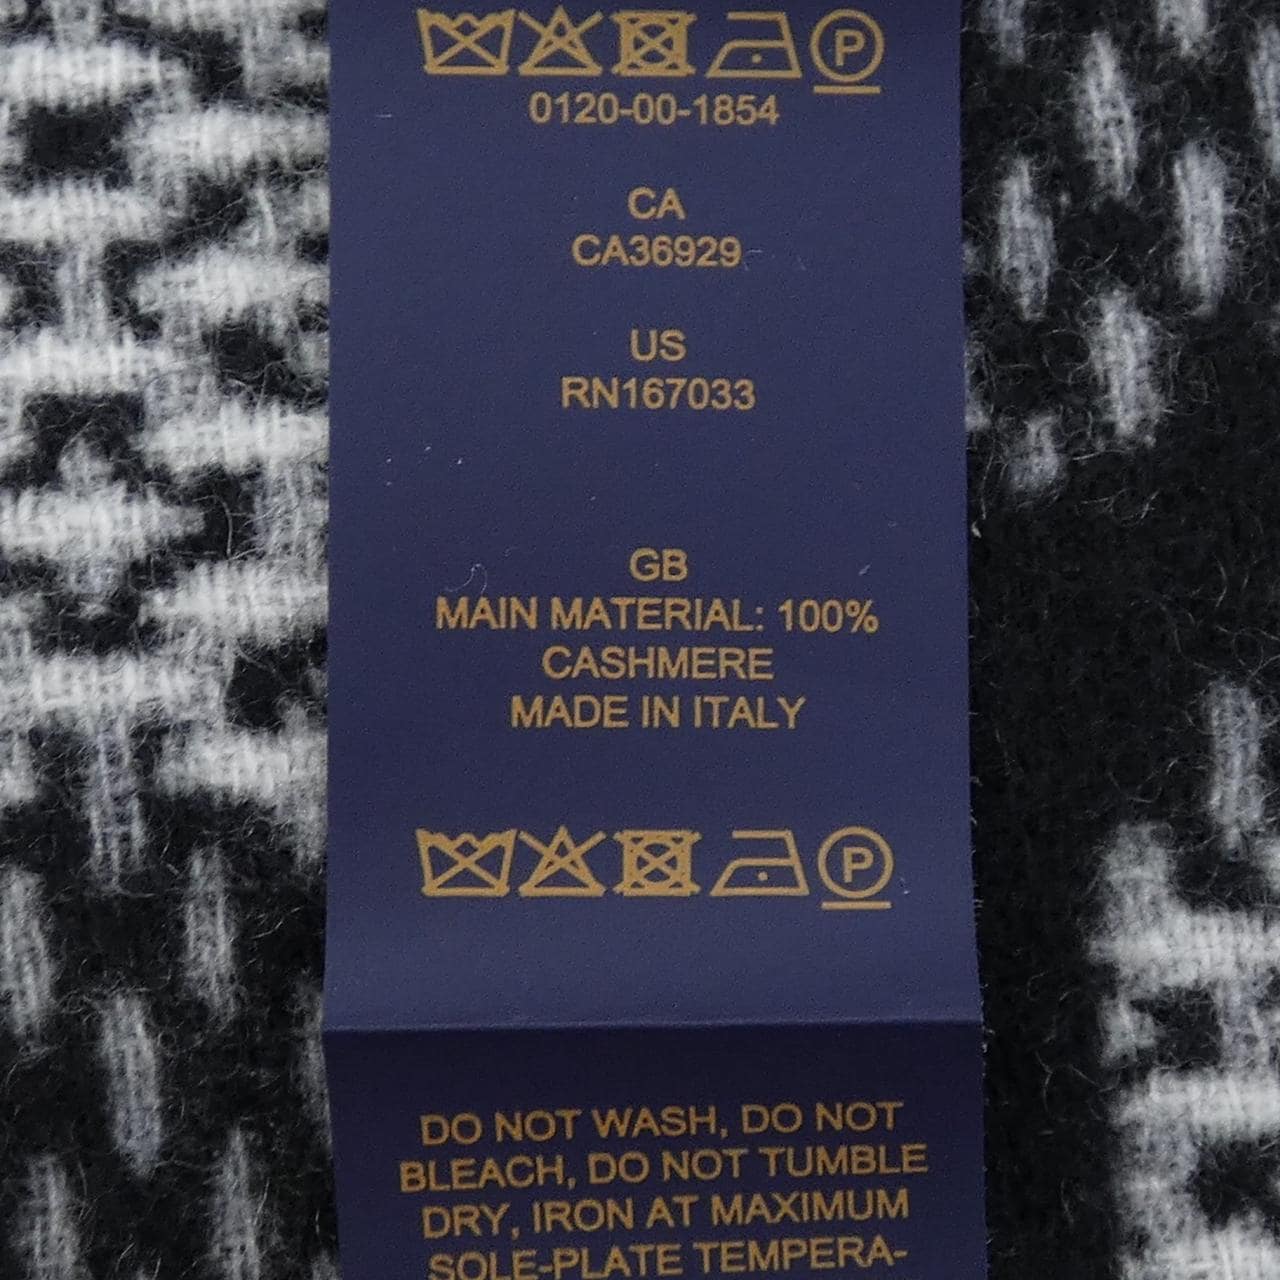 P
0120-00-1854
CA
CA36929
US
RN167033
GB
MAIN MATERIAL: 100%
CASHMERE
MADE IN ITALY
P
DO NOT WASH, DO NOT
BLEACH, DO NOT TUMBLE
DRY, IRON AT MAXIMUM
SOLE-PLATE TEMPERA-